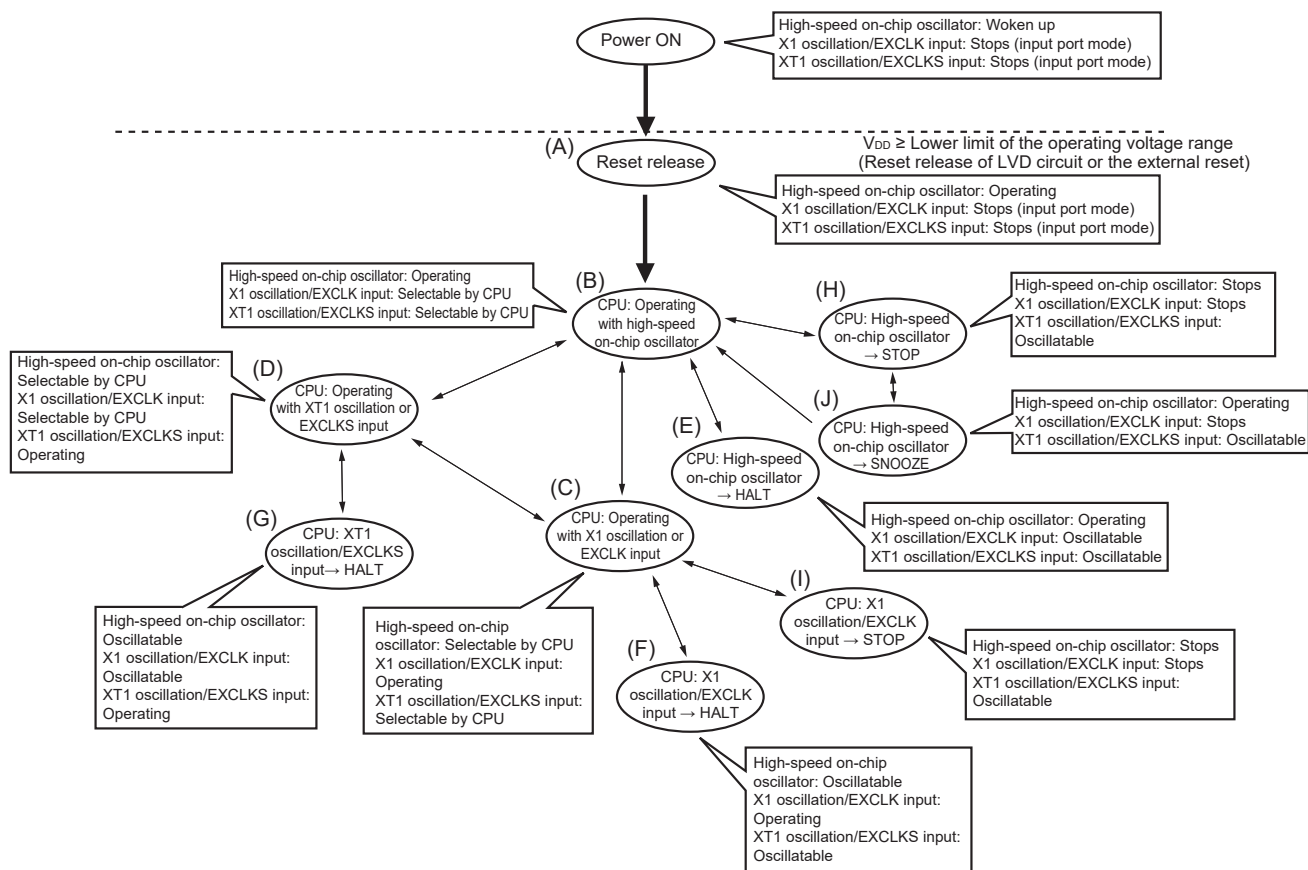 Power ON
High-speed on-chip oscillator: Woken up
X1 oscillation/EXCLK input: Stops (input port mode)
XT1 oscillation/EXCLKS input: Stops (input port mode)
(A)
Reset release
VDD ≥ Lower limit of the operating voltage range
(Reset release of LVD circuit or the external reset)
High-speed on-chip oscillator: Operating
X1 oscillation/EXCLK input: Stops (input port mode)
XT1 oscillation/EXCLKS input: Stops (input port mode)
High-speed on-chip oscillator: Operating
X1 oscillation/EXCLK input: Selectable by CPU
XT1 oscillation/EXCLKS input: Selectable by CPU
(B)
CPU: Operating
with high-speed
on-chip oscillator
(H)
CPU: High-speed
on-chip oscillator
→ STOP
High-speed on-chip oscillator: Stops
X1 oscillation/EXCLK input: Stops
XT1 oscillation/EXCLKS input:
Oscillatable
High-speed on-chip oscillator:
Selectable by CPU
X1 oscillation/EXCLK input:
Selectable by CPU
XT1 oscillation/EXCLKS input:
Operating
(D)
CPU: Operating
with XT1 oscillation or
EXCLKS input
(J)
CPU: High-speed
on-chip oscillator
→ SNOOZE
High-speed on-chip oscillator: Operating
X1 oscillation/EXCLK input: Stops
XT1 oscillation/EXCLKS input: Oscillatable
(E)
CPU: High-speed
on-chip oscillator
→ HALT
High-speed on-chip oscillator: Operating
X1 oscillation/EXCLK input: Oscillatable
XT1 oscillation/EXCLKS input: Oscillatable
(C)
CPU: Operating
with X1 oscillation or
EXCLK input
(G)
CPU: XT1
oscillation/EXCLKS
input→ HALT
High-speed on-chip oscillator:
Oscillatable
X1 oscillation/EXCLK input:
Oscillatable
XT1 oscillation/EXCLKS input:
Operating
High-speed on-chip
oscillator: Selectable by CPU
X1 oscillation/EXCLK input:
Operating
XT1 oscillation/EXCLKS input:
Selectable by CPU
(I)
CPU: X1
oscillation/EXCLK
input → STOP
High-speed on-chip oscillator: Stops
X1 oscillation/EXCLK input: Stops
XT1 oscillation/EXCLKS input:
Oscillatable
(F)
CPU: X1
oscillation/EXCLK
input → HALT
High-speed on-chip
oscillator: Oscillatable
X1 oscillation/EXCLK input:
Operating
XT1 oscillation/EXCLKS input:
Oscillatable